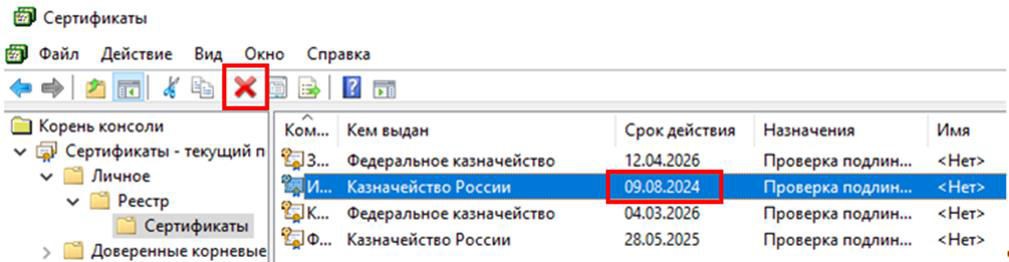 Сертификаты
Файл Действие Вид Окно Справка
Корень консоли
Сертификаты - текущий п
Личное
Реестр
Сертификаты
Доверенные корневые
Ком... Кем выдан Срок действия Назначения Имя
З... Федеральное казначейство 12.04.2026 Проверка подлин... <Нет>
И... Казначейство России 09.08.2024 Проверка подлин... <Нет>
К... Федеральное казначейство 04.03.2026 Проверка подлин... <Нет>
Ф... Казначейство России 28.05.2025 Проверка подлин... <Нет>